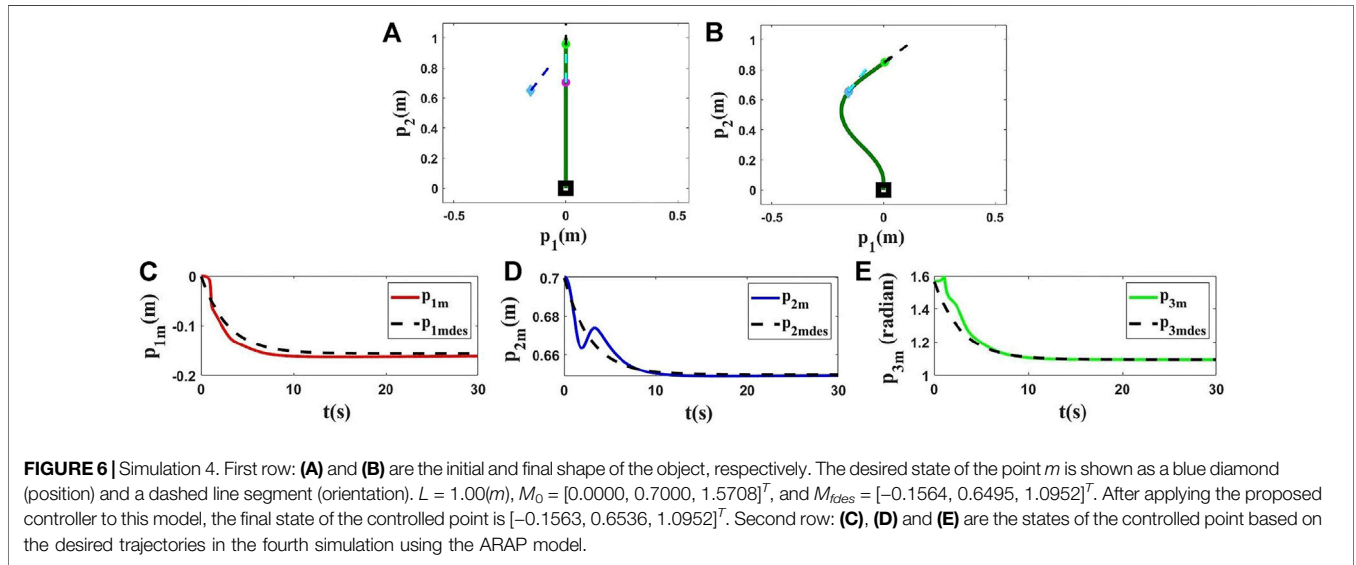 A
B
p2(m)
1
0.8
0.6
0.4
0.2
0
-0.5
0
0.5
p1(m)
p2(m)
1
0.8
0.6
0.4
0.2
0
-0.5
0
0.5
p1(m)
C
p1m(m)
0
-0.1
-0.2
0
10
20
30
t(s)
p1m
p1mdes
D
p2m(m)
0.7
0.68
0.66
0
10
20
30
t(s)
p2m
p2mdes
E
p3m (radian)
1.6
1.4
1.2
1
0
10
20
30
t(s)
p3m
p3mdes
FIGURE 6 | Simulation 4. First row: (A) and (B) are the initial and final shape of the object, respectively. The desired state of the point m is shown as a blue diamond
(position) and a dashed line segment (orientation). L = 1.00(m), M0 = [0.0000, 0.7000, 1.5708]^T, and Mfdes = [−0.1564, 0.6495, 1.0952]^T. After applying the proposed
controller to this model, the final state of the controlled point is [−0.1563, 0.6536, 1.0952]^T. Second row: (C), (D) and (E) are the states of the controlled point based on
the desired trajectories in the fourth simulation using the ARAP model.